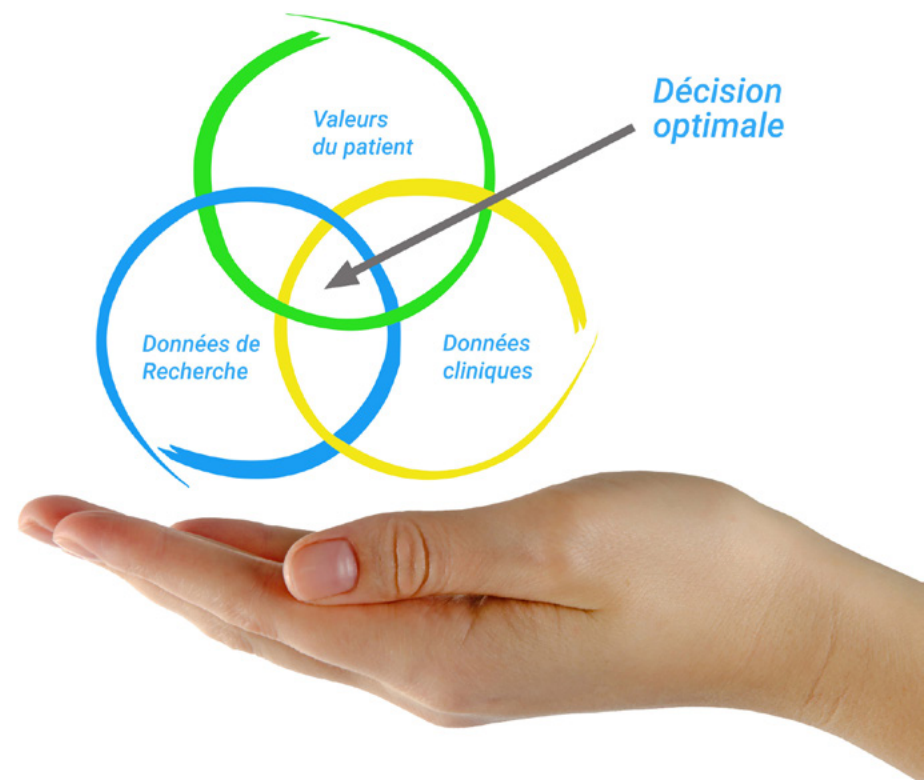 Valeurs
du patient
Décision
optimale
Données de
Recherche
Données
cliniques